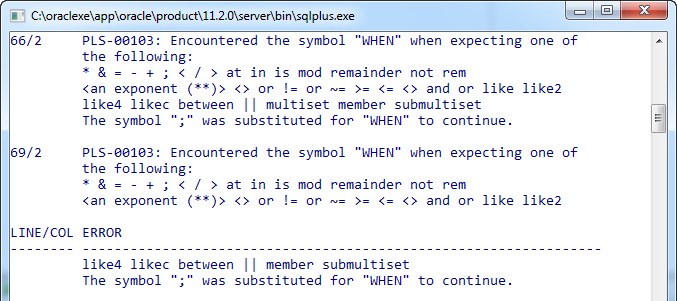 C:\oraclexe\app\oracle\product\11.2.0\server\bin\sqlplus.exe
66/2     PLS-00103: Encountered the symbol "WHEN" when expecting one of
         the following:
         * & = - + ; < / > at in is mod remainder not rem
         <an exponent (**)> <> or != or ~= >= <= <> and or like like2
         like4 likec between || multiset member submultiset
         The symbol ";" was substituted for "WHEN" to continue.
69/2     PLS-00103: Encountered the symbol "WHEN" when expecting one of
         the following:
         * & = - + ; < / > at in is mod remainder not rem
         <an exponent (**)> <> or != or ~= >= <= <> and or like like2
LINE/COL ERROR
-------- -----------------------------------------------------------------
         like4 likec between || member submultiset
         The symbol ";" was substituted for "WHEN" to continue.